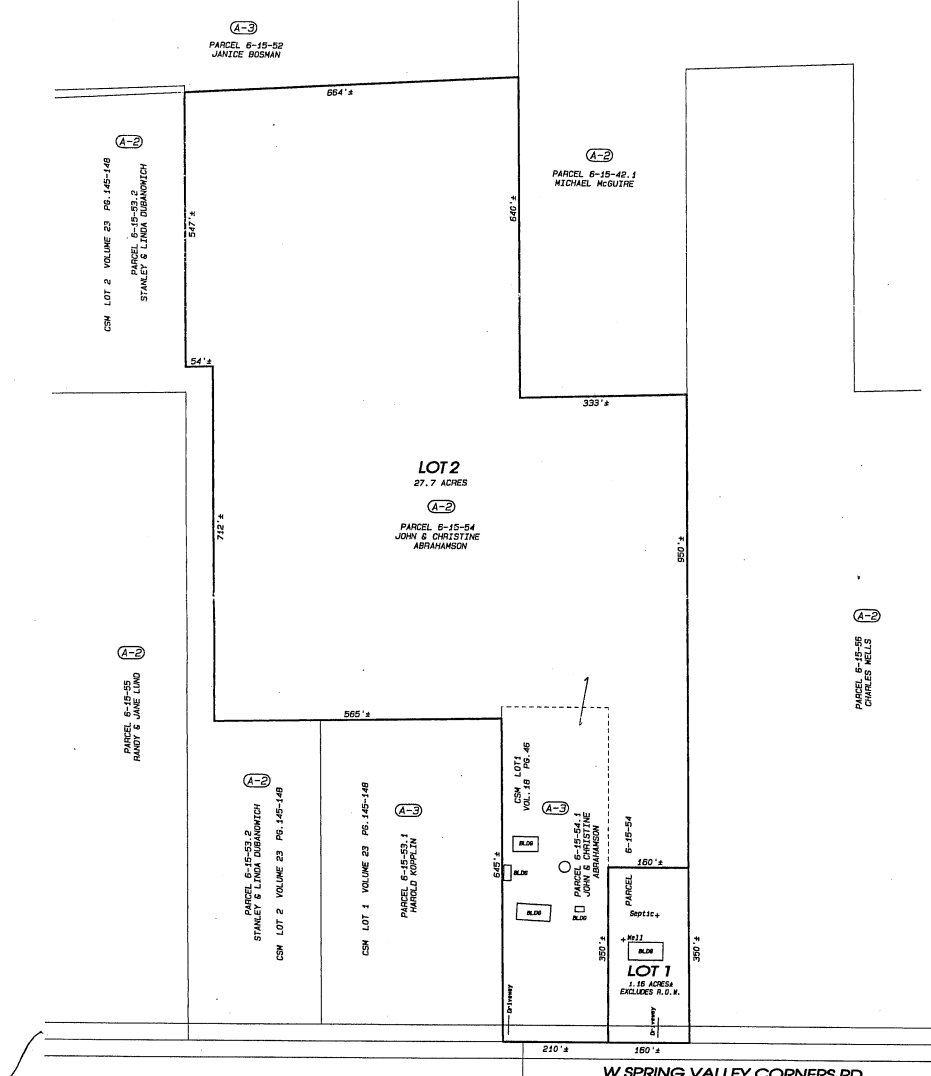 A-3
PARCEL 6-15-52
JANICE BOSMAN
664'±
A-2
CSM LOT 2 VOLUME 23 PG.145-148
PARCEL 6-15-53.2
STANLEY & LINDA DUBANOWICH
547'±
640'±
A-2
PARCEL 6-15-42.1
MICHAEL McGUIRE
54'±
333'±
LOT 2
27.7 ACRES
A-2
PARCEL 6-15-54
JOHN & CHRISTINE
ABRAHAMSON
712'±
950'±
A-2
PARCEL 6-15-56
CHARLES WELLS
A-2
PARCEL 6-15-55
RANDY & JANE LUND
565'±
A-2
PARCEL 6-15-53.2
STANLEY & LINDA DUBANOWICH
CSM LOT 2 VOLUME 23 PG.145-148
CSM LOT 1 VOLUME 23 PG.145-148
A-3
PARCEL 6-15-53.1
HAROLD KOPPLIN
645'±
CSM LOT1
VOL.18 PG.46
A-3
PARCEL 6-15-54.1
JOHN & CHRISTINE
ABRAHAMSON
BLDG
BLDG
BLDG
BLDG
PARCEL 6-15-54
160'±
Septic+
+Well
BLDG
LOT 1
1.16 ACRES±
EXCLUDES R.O.W.
350'±
350'±
Driveway
Driveway
210'±
160'±
W SPRING VALLEY CORNERS RD